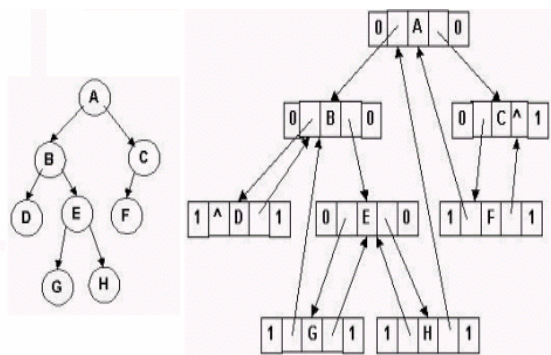 A
B C
D E F
G H
0 A 0
0 B 0 0 C ^ 1
1 ^ D 1 0 E 0 1 F 1
1 G 1 1 H 1